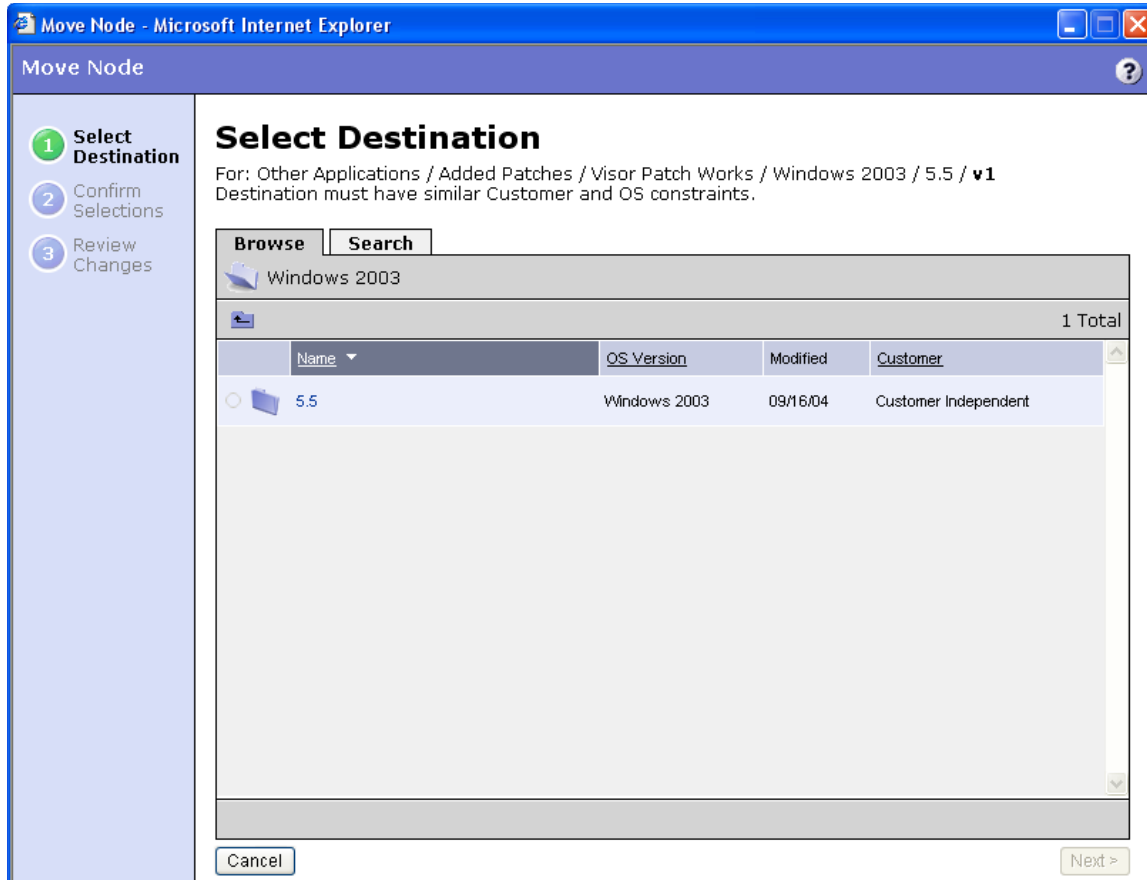 Move Node - Microsoft Internet Explorer
Move Node
?
1 Select
Destination
2 Confirm
Selections
3 Review
Changes
Select Destination
For: Other Applications / Added Patches / Visor Patch Works / Windows 2003 / 5.5 / v1
Destination must have similar Customer and OS constraints.
Browse Search
Windows 2003
1 Total
Name OS Version Modified Customer
5.5 Windows 2003 09/16/04 Customer Independent
Cancel Next >